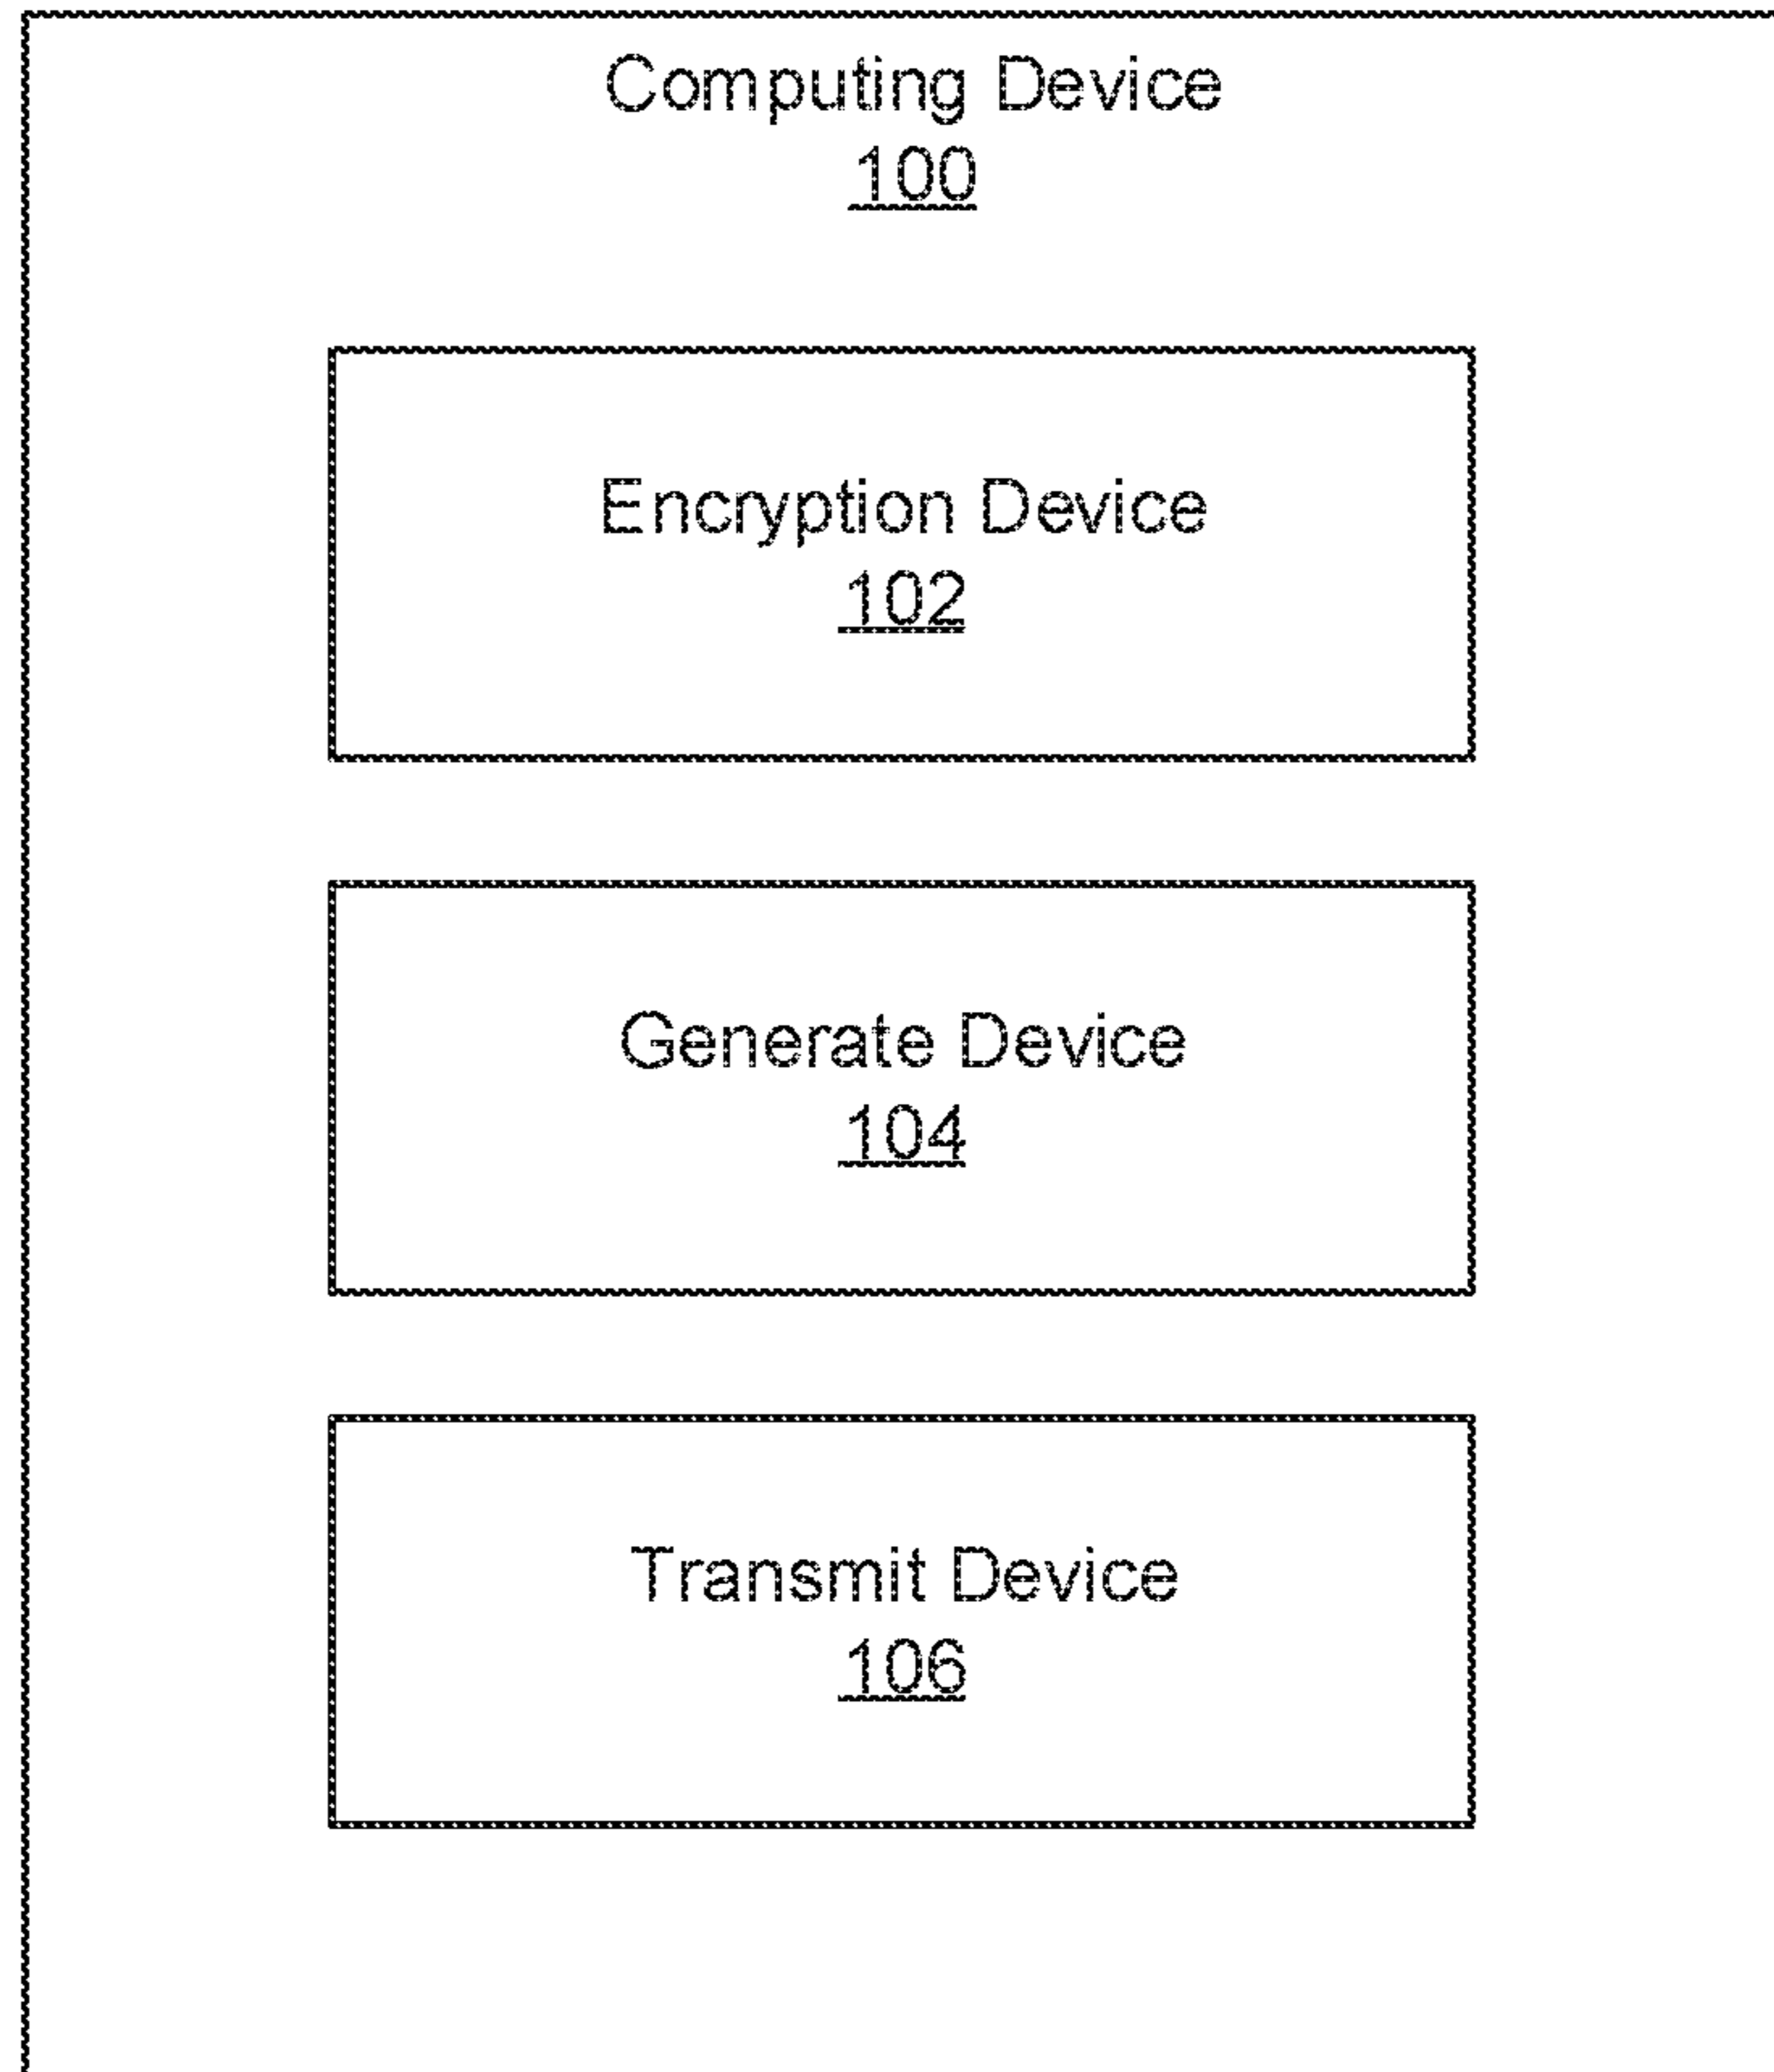 Computing Device
100
Encryption Device
102
Generate Device
104
Transmit Device
106